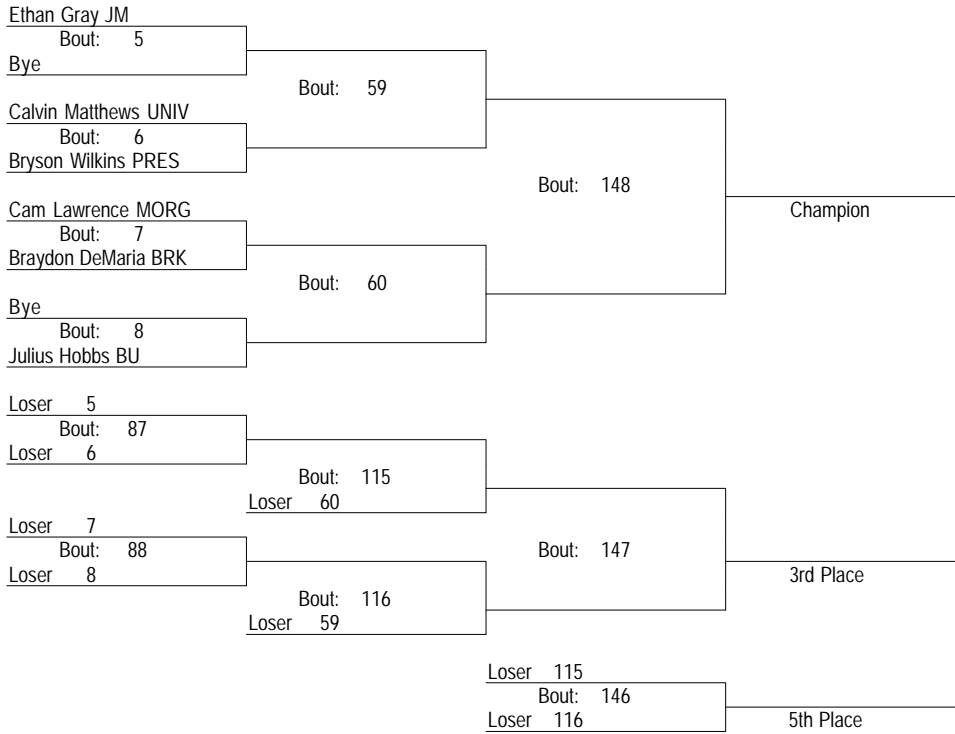 Ethan Gray JM
Bout: 5
Bye
Bout: 59
Calvin Matthews UNIV
Bout: 6
Bryson Wilkins PRES
Bout: 148
Cam Lawrence MORG
Champion
Bout: 7
Braydon DeMaria BRK
Bout: 60
Bye
Bout: 8
Julius Hobbs BU
Loser 5
Bout: 87
Loser 6
Bout: 115
Loser 60
Loser 7
Bout: 88
Bout: 147
Loser 8
3rd Place
Bout: 116
Loser 59
Loser 115
Bout: 146
Loser 116
5th Place